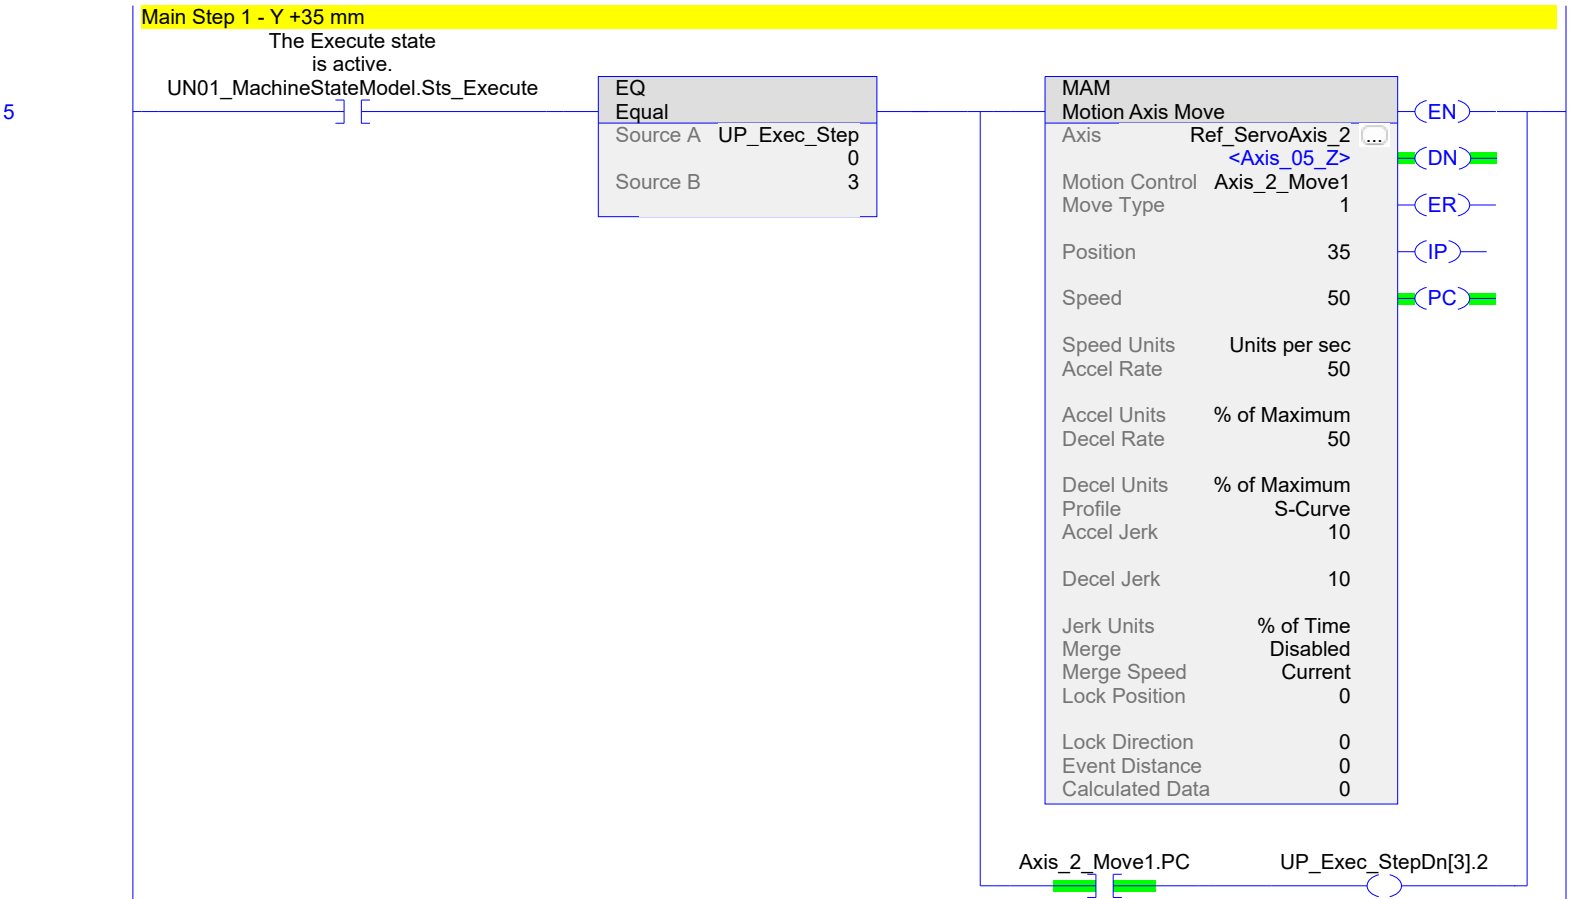 Main Step 1 - Y +35 mm
The Execute state
is active.
UN01_MachineStateModel.Sts_Execute
5
EQ
Equal
Source A UP_Exec_Step
0
Source B 3
MAM
Motion Axis Move
Axis Ref_ServoAxis_2 ...
<Axis_05_Z>
Motion Control Axis_2_Move1
Move Type 1
Position 35
Speed 50
Speed Units Units per sec
Accel Rate 50
Accel Units % of Maximum
Decel Rate 50
Decel Units % of Maximum
Profile S-Curve
Accel Jerk 10
Decel Jerk 10
Jerk Units % of Time
Merge Disabled
Merge Speed Current
Lock Position 0
Lock Direction 0
Event Distance 0
Calculated Data 0
EN
DN
ER
IP
PC
Axis_2_Move1.PC
UP_Exec_StepDn[3].2